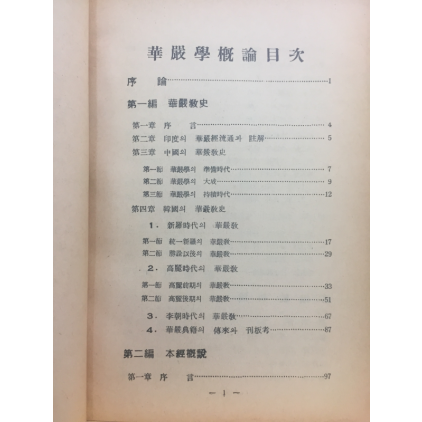 華嚴學槪論目次
序論 1
第一編 華嚴敎史
第一章 序言 4
第二章 印度의 華嚴經流通과 註解 5
第三章 中國의 華嚴敎史
第一節 華嚴學의 準備時代 7
第二節 華嚴學의 大成 9
第三節 華嚴學의 持續時代 12
第四章 韓國의 華嚴敎史
1. 新羅時代의 華嚴敎
第一節 統一新羅의 華嚴敎 17
第二節 以後의 華嚴敎 29
2. 高麗時代의 華嚴敎
第一節 高麗前期의 華嚴敎 33
第二節 高麗後期의 華嚴敎 51
3. 李朝時代의 華嚴敎 67
4. 華嚴典籍의 傳來와 刊版考 87
第二編 本經槪說
第一章 序言 97
— 1 —